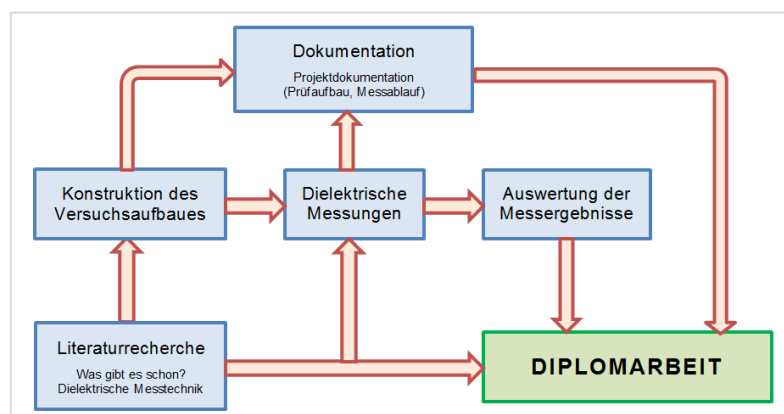 Dokumentation
Projektdokumentation
(Prüfaufbau, Messablauf)
Konstruktion des
Versuchsaufbaues
Dielektrische
Messungen
Auswertung der
Messergebnisse
Literaturrecherche
Was gibt es schon?
Dielektrische Messtechnik
DIPLOMARBEIT